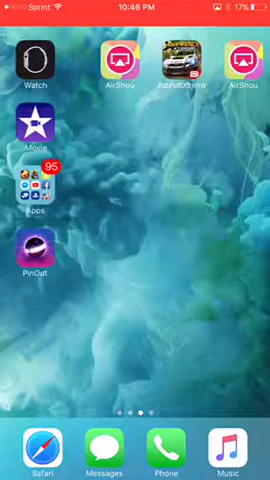 Sprint 10:46 PM 17%
Watch AirShou AsphaltXtreme AirShou
iMovie
95
Apps
PinOut
Safari Messages Phone Music